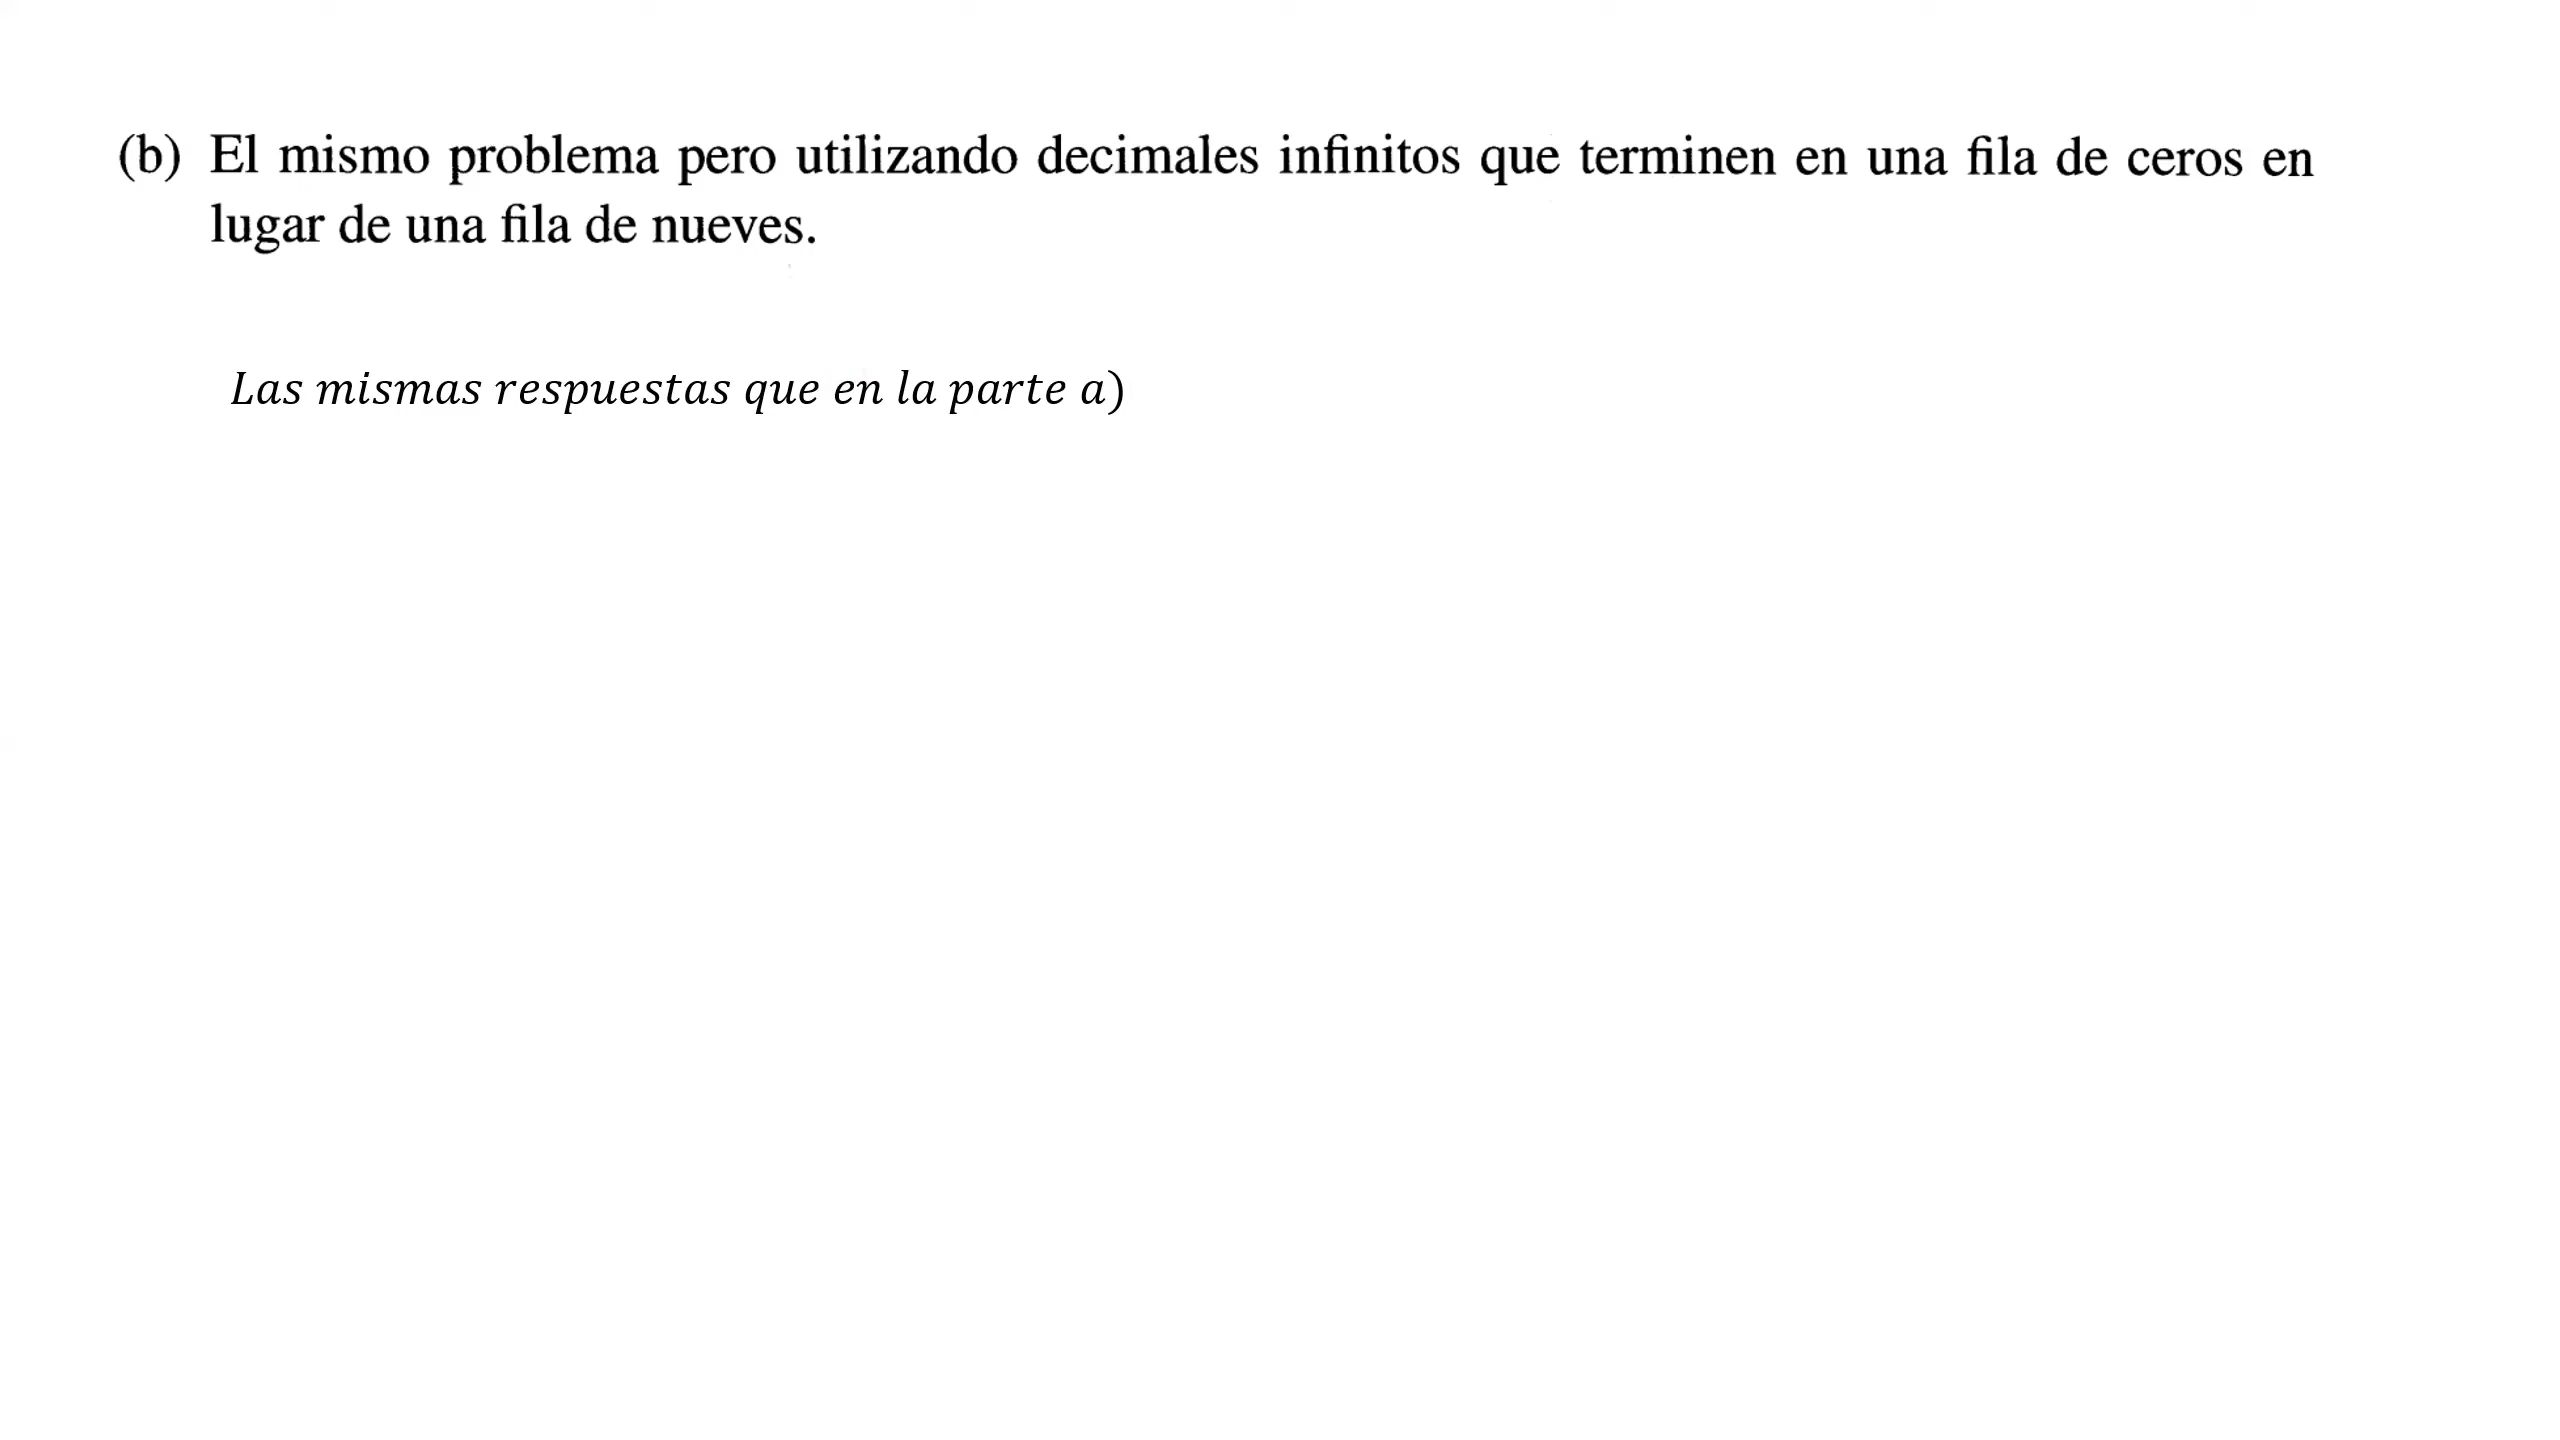 (b) El mismo problema pero utilizando decimales infinitos que terminen en una fila de ceros en
lugar de una fila de nueves.
Las mismas respuestas que en la parte a)